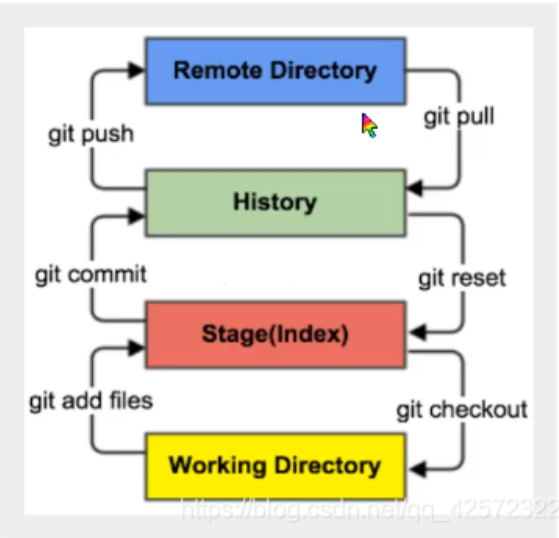 Remote Directory
git push
git pull
History
git commit
git reset
Stage(Index)
git add files
git checkout
Working Directory
https://blog.csdn.net/qq_42572322